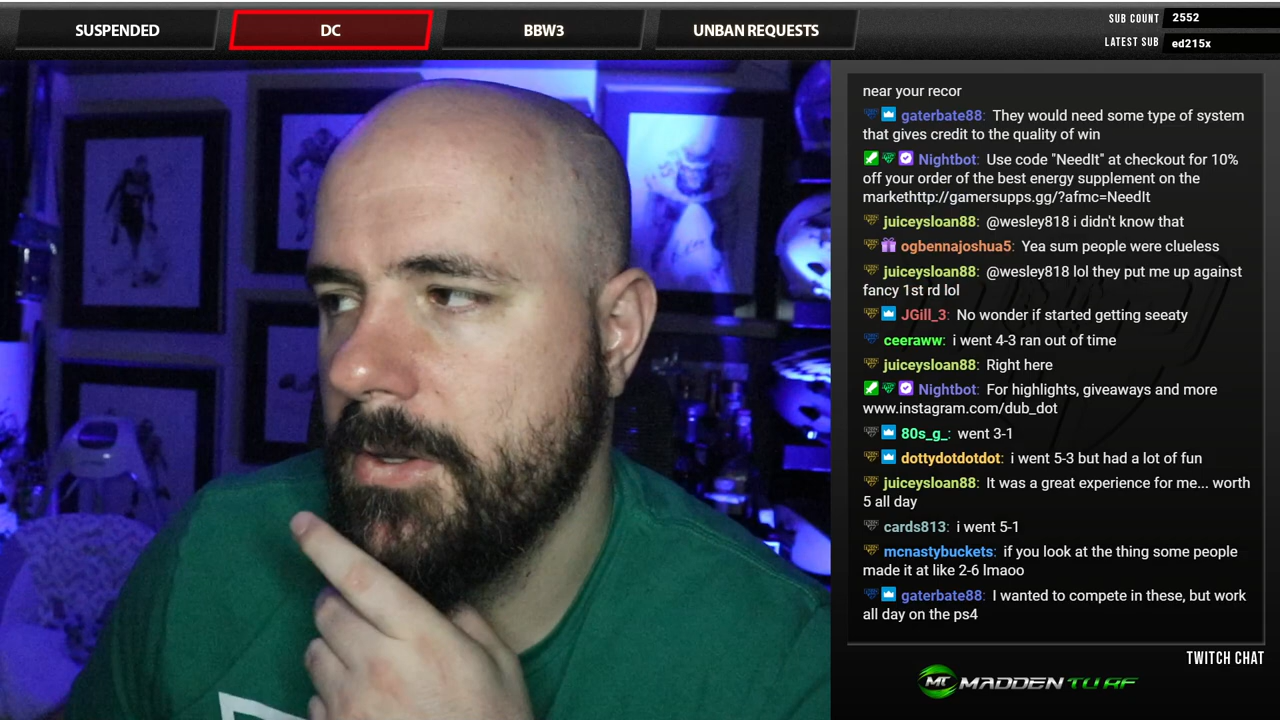 SUSPENDED
DC
BBW3
UNBAN REQUESTS
SUB COUNT 2552
LATEST SUB ed215x
near your recor
gaterbate88: They would need some type of system
that gives credit to the quality of win
Nightbot: Use code "NeedIt" at checkout for 10%
off your order of the best energy supplement on the
markethttp://gamersupps.gg/?afmc=NeedIt
juiceysloan88: @wesley818 i didn't know that
ogbennajoshua5: Yea sum people were clueless
juiceysloan88: @wesley818 lol they put me up against
fancy 1st rd lol
JGill_3: No wonder if started getting seeaty
ceeraww: i went 4-3 ran out of time
juiceysloan88: Right here
Nightbot: For highlights, giveaways and more
www.instagram.com/dub_dot
80s_g_: went 3-1
dottydotdotdot: i went 5-3 but had a lot of fun
juiceysloan88: It was a great experience for me... worth
5 all day
cards813: i went 5-1
mcnastybuckets: if you look at the thing some people
made it at like 2-6 lmaoo
gaterbate88: I wanted to compete in these, but work
all day on the ps4
TWITCH CHAT
MT MADDEN TURF